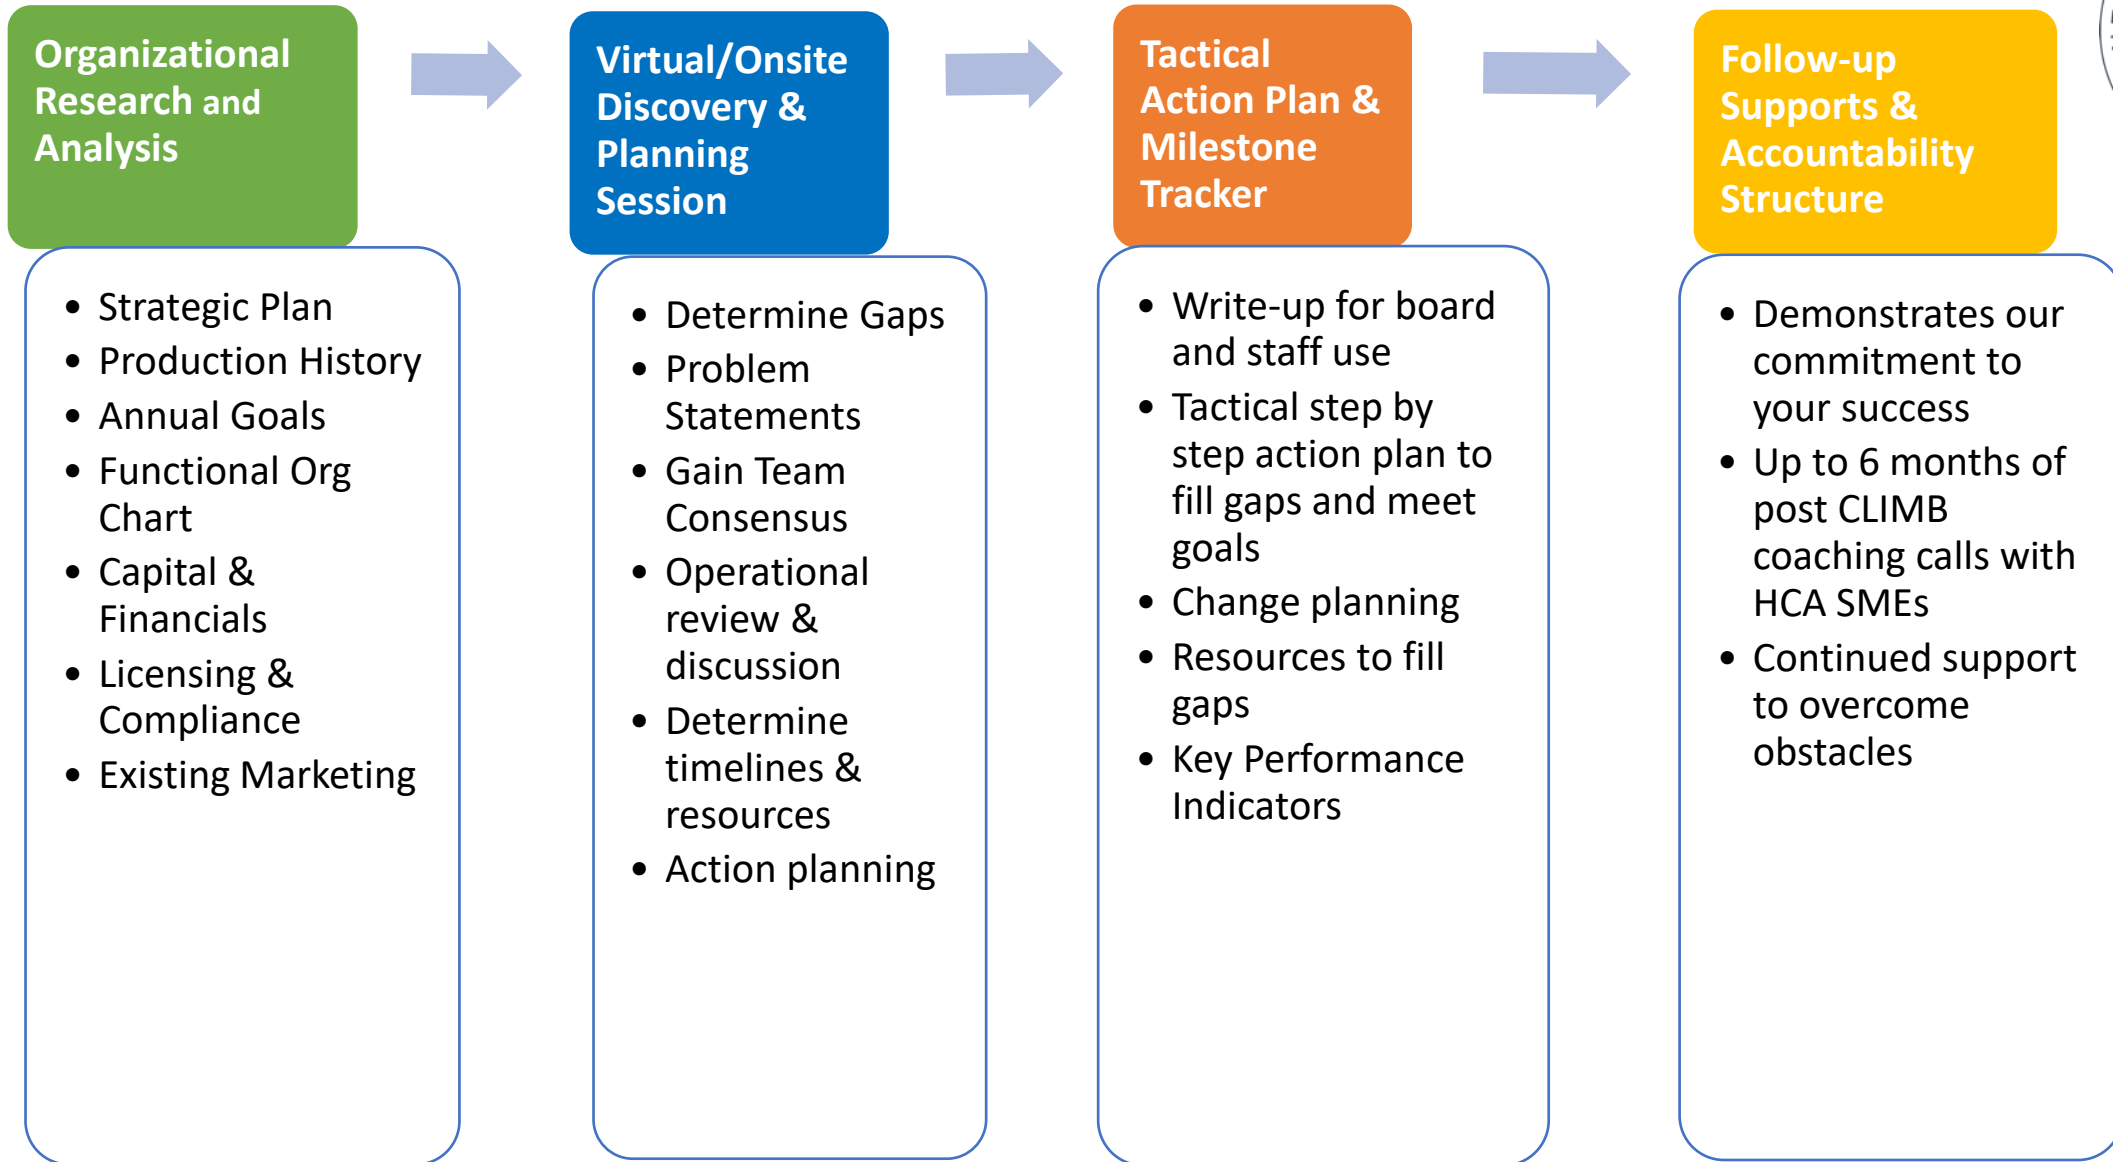 Organizational
Research and
Analysis
• Strategic Plan
• Production History
• Annual Goals
• Functional Org
Chart
• Capital &
Financials
• Licensing &
Compliance
• Existing Marketing
Virtual/Onsite
Discovery &
Planning
Session
• Determine Gaps
• Problem
Statements
• Gain Team
Consensus
• Operational
review &
discussion
• Determine
timelines &
resources
• Action planning
Tactical
Action Plan &
Milestone
Tracker
• Write-up for board
and staff use
• Tactical step by
step action plan to
fill gaps and meet
goals
• Change planning
• Resources to fill
gaps
• Key Performance
Indicators
Follow-up
Supports &
Accountability
Structure
• Demonstrates our
commitment to
your success
• Up to 6 months of
post CLIMB
coaching calls with
HCA SMEs
• Continued support
to overcome
obstacles